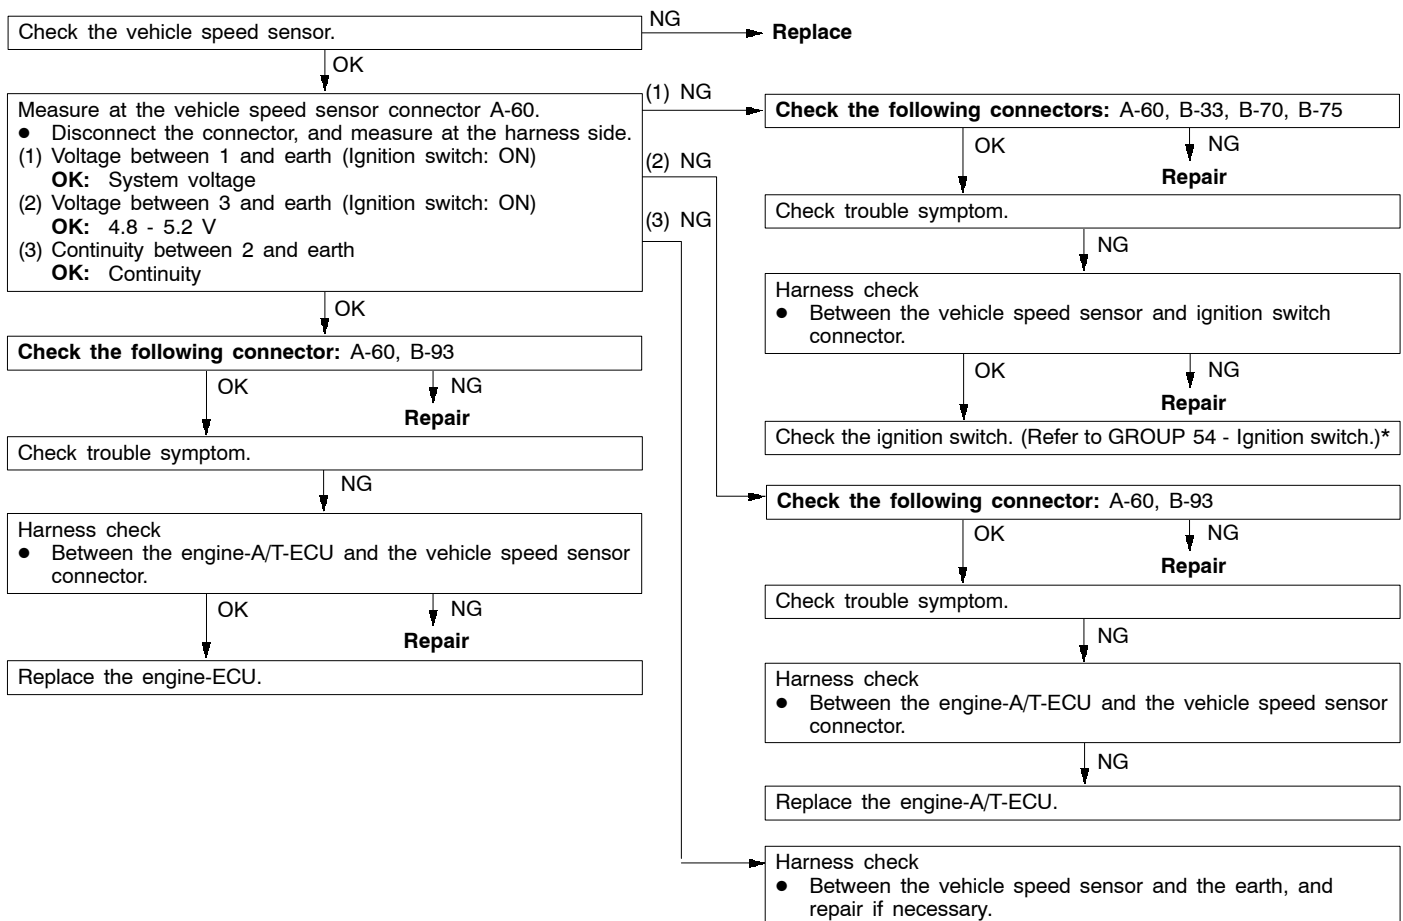 Check the vehicle speed sensor.
NG
Replace
OK
Measure at the vehicle speed sensor connector A-60.
● Disconnect the connector, and measure at the harness side.
(1) Voltage between 1 and earth (Ignition switch: ON)
OK: System voltage
(2) Voltage between 3 and earth (Ignition switch: ON)
OK: 4.8 - 5.2 V
(3) Continuity between 2 and earth
OK: Continuity
(1) NG
(2) NG
(3) NG
OK
Check the following connector: A-60, B-93
OK
NG
Repair
Check trouble symptom.
NG
Harness check
● Between the engine-A/T-ECU and the vehicle speed sensor
connector.
OK
NG
Repair
Replace the engine-ECU.
Check the following connectors: A-60, B-33, B-70, B-75
OK
NG
Repair
Check trouble symptom.
NG
Harness check
● Between the vehicle speed sensor and ignition switch
connector.
OK
NG
Repair
Check the ignition switch. (Refer to GROUP 54 - Ignition switch.)*
Check the following connector: A-60, B-93
OK
NG
Repair
Check trouble symptom.
NG
Harness check
● Between the engine-A/T-ECU and the vehicle speed sensor
connector.
NG
Replace the engine-A/T-ECU.
Harness check
● Between the vehicle speed sensor and the earth, and
repair if necessary.